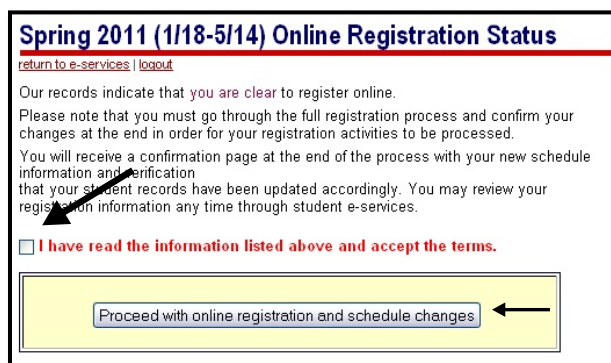 Spring 2011 (1/18-5/14) Online Registration Status
return to e-services | logout
Our records indicate that you are clear to register online.
Please note that you must go through the full registration process and confirm your
changes at the end in order for your registration activities to be processed.
You will receive a confirmation page at the end of the process with your new schedule
information and verification
that your student records have been updated accordingly. You may review your
registration information any time through student e-services.
I have read the information listed above and accept the terms.
Proceed with online registration and schedule changes